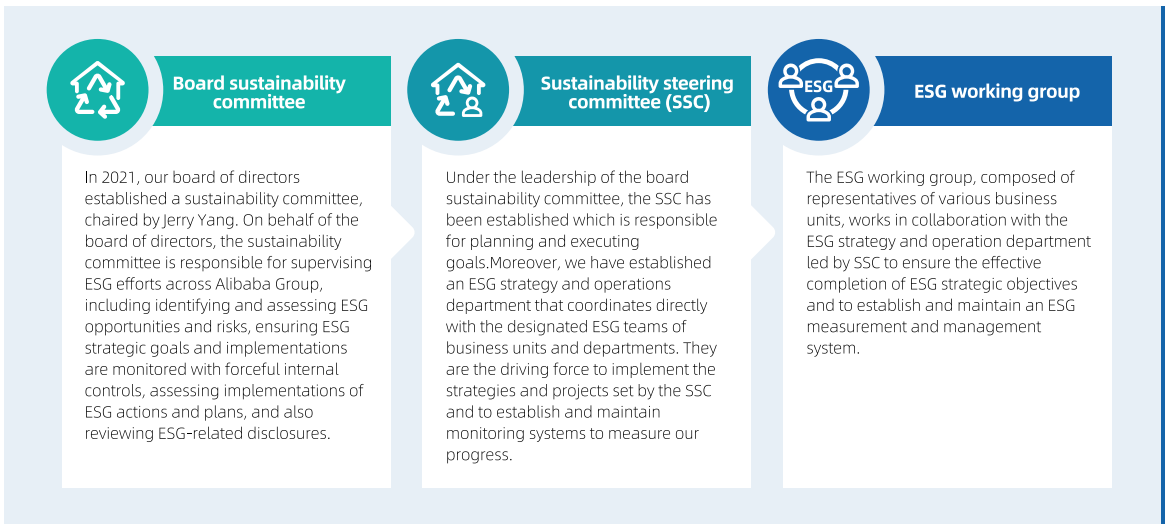 Board sustainability
committee
In 2021, our board of directors
established a sustainability committee,
chaired by Jerry Yang. On behalf of the
board of directors, the sustainability
committee is responsible for supervising
ESG efforts across Alibaba Group,
including identifying and assessing ESG
opportunities and risks, ensuring ESG
strategic goals and implementations
are monitored with forceful internal
controls, assessing implementations of
ESG actions and plans, and also
reviewing ESG-related disclosures.
Sustainability steering
committee (SSC)
Under the leadership of the board
sustainability committee, the SSC has
been established which is responsible
for planning and executing
goals.Moreover, we have established
an ESG strategy and operations
department that coordinates directly
with the designated ESG teams of
business units and departments. They
are the driving force to implement the
strategies and projects set by the SSC
and to establish and maintain
monitoring systems to measure our
progress.
ESG
ESG working group
The ESG working group, composed of
representatives of various business
units, works in collaboration with the
ESG strategy and operation department
led by SSC to ensure the effective
completion of ESG strategic objectives
and to establish and maintain an ESG
measurement and management
system.